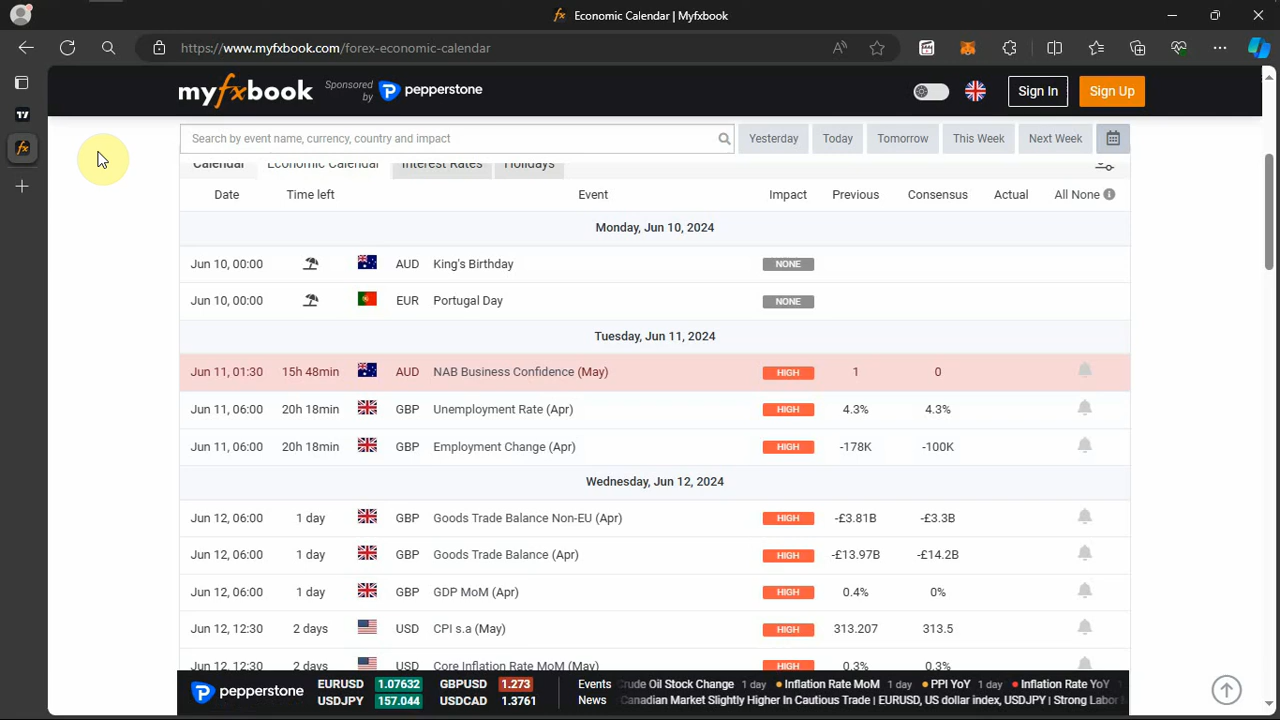 Economic Calendar | Myfxbook
https://www.myfxbook.com/forex-economic-calendar
myfxbook Sponsored by pepperstone
Sign In Sign Up
Search by event name, currency, country and impact Yesterday Today Tomorrow This Week Next Week
Calendar Economic Calendar Interest Rates Holidays
Date Time left Event Impact Previous Consensus Actual All None
Monday, Jun 10, 2024
Jun 10, 00:00 AUD King's Birthday NONE
Jun 10, 00:00 EUR Portugal Day NONE
Tuesday, Jun 11, 2024
Jun 11, 01:30 15h 48min AUD NAB Business Confidence (May) HIGH 1 0
Jun 11, 06:00 20h 18min GBP Unemployment Rate (Apr) HIGH 4.3% 4.3%
Jun 11, 06:00 20h 18min GBP Employment Change (Apr) HIGH -178K -100K
Wednesday, Jun 12, 2024
Jun 12, 06:00 1 day GBP Goods Trade Balance Non-EU (Apr) HIGH -£3.81B -£3.3B
Jun 12, 06:00 1 day GBP Goods Trade Balance (Apr) HIGH -£13.97B -£14.2B
Jun 12, 06:00 1 day GBP GDP MoM (Apr) HIGH 0.4% 0%
Jun 12, 12:30 2 days USD CPI s.a (May) HIGH 313.207 313.5
Jun 12, 12:30 2 days USD Core Inflation Rate MoM (May) HIGH 0.3% 0.3%
pepperstone
EURUSD 1.07632 GBPUSD 1.273
USDJPY 157.044 USDCAD 1.3761
Events Crude Oil Stock Change 1 day Inflation Rate MoM 1 day PPI YoY 1 day Inflation Rate YoY
News Canadian Market Slightly Higher In Cautious Trade | EURUSD, US dollar index, USDJPY | Strong Labor